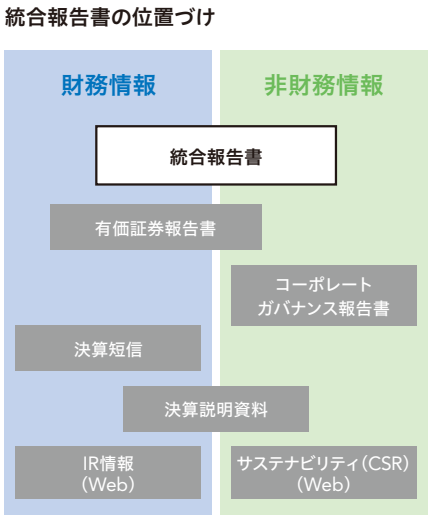 統合報告書の位置づけ
財務情報
非財務情報
統合報告書
有価証券報告書
コーポレート
ガバナンス報告書
決算短信
決算説明資料
IR情報
(Web)
サステナビリティ(CSR)
(Web)